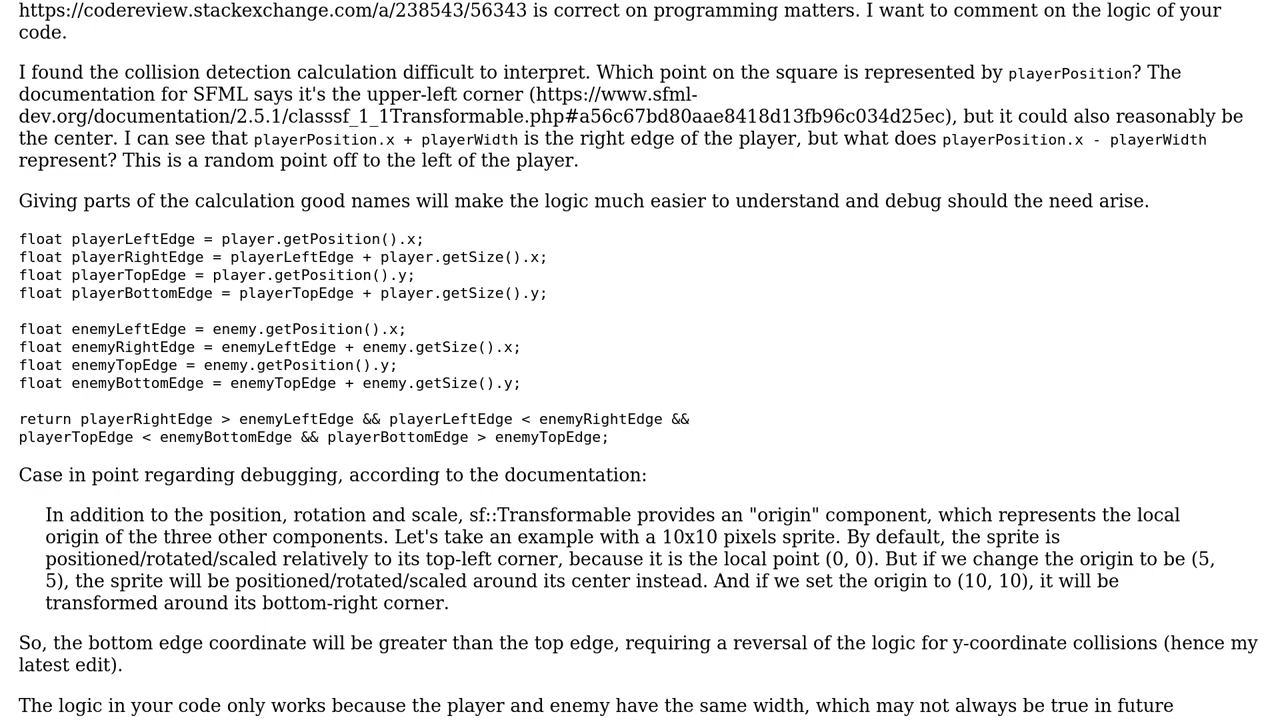 https://codereview.stackexchange.com/a/238543/56343 is correct on programming matters. I want to comment on the logic of your
code.
I found the collision detection calculation difficult to interpret. Which point on the square is represented by playerPosition? The
documentation for SFML says it's the upper-left corner (https://www.sfml-
dev.org/documentation/2.5.1/classsf_1_1Transformable.php#a56c67bd80aae8418d13fb96c034d25ec), but it could also reasonably be
the center. I can see that playerPosition.x + playerWidth is the right edge of the player, but what does playerPosition.x - playerWidth
represent? This is a random point off to the left of the player.
Giving parts of the calculation good names will make the logic much easier to understand and debug should the need arise.
float playerLeftEdge = player.getPosition().x;
float playerRightEdge = playerLeftEdge + player.getSize().x;
float playerTopEdge = player.getPosition().y;
float playerBottomEdge = playerTopEdge + player.getSize().y;
float enemyLeftEdge = enemy.getPosition().x;
float enemyRightEdge = enemyLeftEdge + enemy.getSize().x;
float enemyTopEdge = enemy.getPosition().y;
float enemyBottomEdge = enemyTopEdge + enemy.getSize().y;
return playerRightEdge > enemyLeftEdge && playerLeftEdge < enemyRightEdge &&
playerTopEdge < enemyBottomEdge && playerBottomEdge > enemyTopEdge;
Case in point regarding debugging, according to the documentation:
In addition to the position, rotation and scale, sf::Transformable provides an "origin" component, which represents the local
origin of the three other components. Let's take an example with a 10x10 pixels sprite. By default, the sprite is
positioned/rotated/scaled relatively to its top-left corner, because it is the local point (0, 0). But if we change the origin to be (5,
5), the sprite will be positioned/rotated/scaled around its center instead. And if we set the origin to (10, 10), it will be
transformed around its bottom-right corner.
So, the bottom edge coordinate will be greater than the top edge, requiring a reversal of the logic for y-coordinate collisions (hence my
latest edit).
The logic in your code only works because the player and enemy have the same width, which may not always be true in future